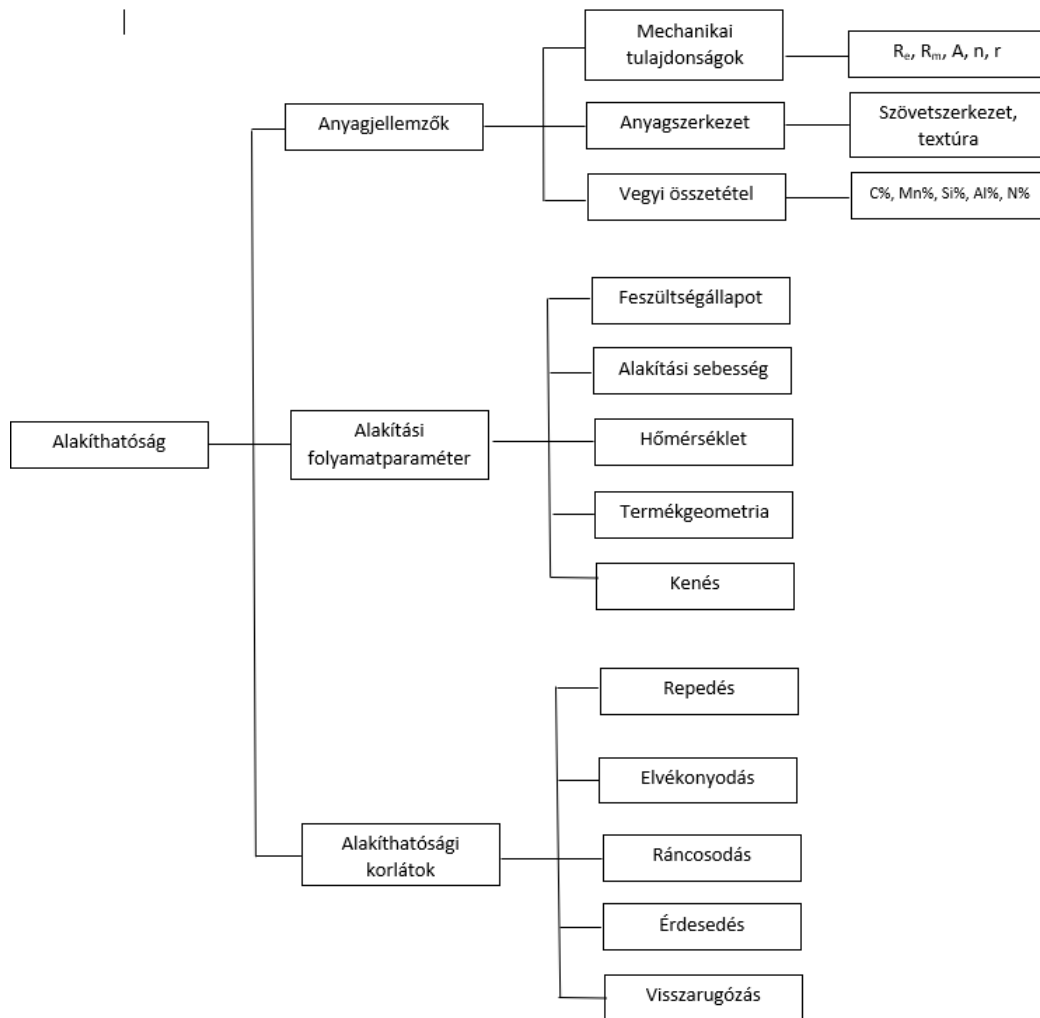 Mechanikai
tulajdonságok
Rₑ, Rₘ, A, n, r
Anyagjellemzők
Anyagszerkezet
Szövetszerkezet,
textúra
Vegyi összetétel
C%, Mn%, Si%, Al%, N%
Feszültségállapot
Alakítási sebesség
Alakíthatóság
Alakítási
folyamatparaméter
Hőmérséklet
Termékgeometria
Kenés
Repedés
Elvékonyodás
Alakíthatósági
korlátok
Ráncosodás
Érdesedés
Visszarugózás